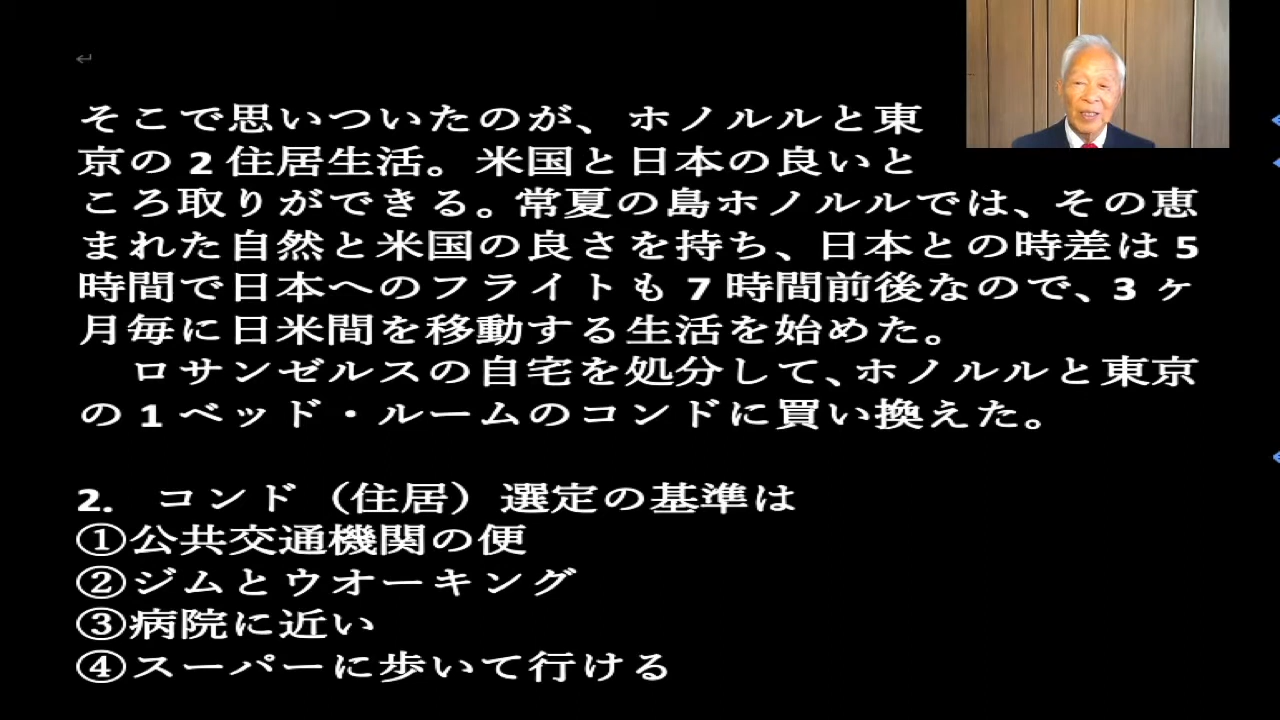 そこで思いついたのが、ホノルルと東
京の2住居生活。米国と日本の良いと
ころ取りができる。常夏の島ホノルルでは、その恵
まれた自然と米国の良さを持ち、日本との時差は5
時間で日本へのフライトも7時間前後なので、3ヶ
月毎に日米間を移動する生活を始めた。
　ロサンゼルスの自宅を処分して、ホノルルと東京
の1ベッド・ルームのコンドに買い換えた。
2.　コンド（住居）選定の基準は
①公共交通機関の便
②ジムとウオーキング
③病院に近い
④スーパーに歩いて行ける